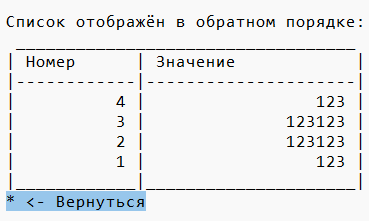 Список отображён в обратном порядке:
Номер Значение
4 123
3 123123
2 123123
1 123
* <- Вернуться